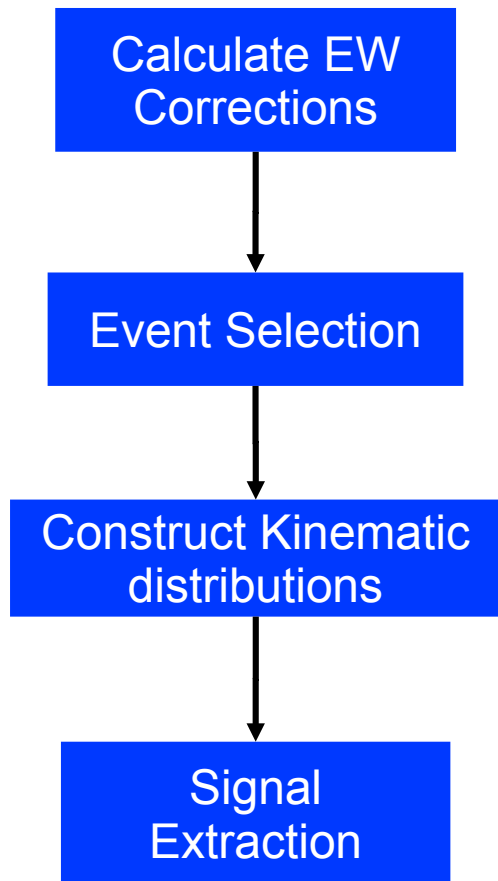 Calculate EW
Corrections
Event Selection
Construct Kinematic
distributions
Signal
Extraction